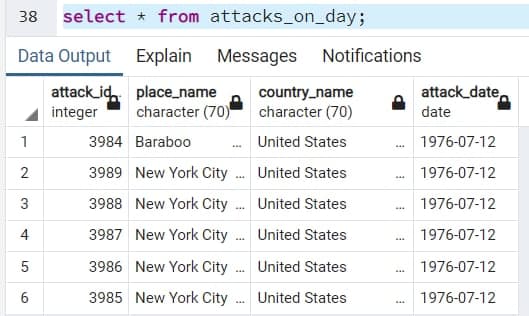 38 select * from attacks_on_day;
Data Output Explain Messages Notifications
attack_id place_name country_name attack_date
integer character (70) character (70) date
1 3984 Baraboo ... United States ... 1976-07-12
2 3989 New York City ... United States ... 1976-07-12
3 3988 New York City ... United States ... 1976-07-12
4 3987 New York City ... United States ... 1976-07-12
5 3986 New York City ... United States ... 1976-07-12
6 3985 New York City ... United States ... 1976-07-12